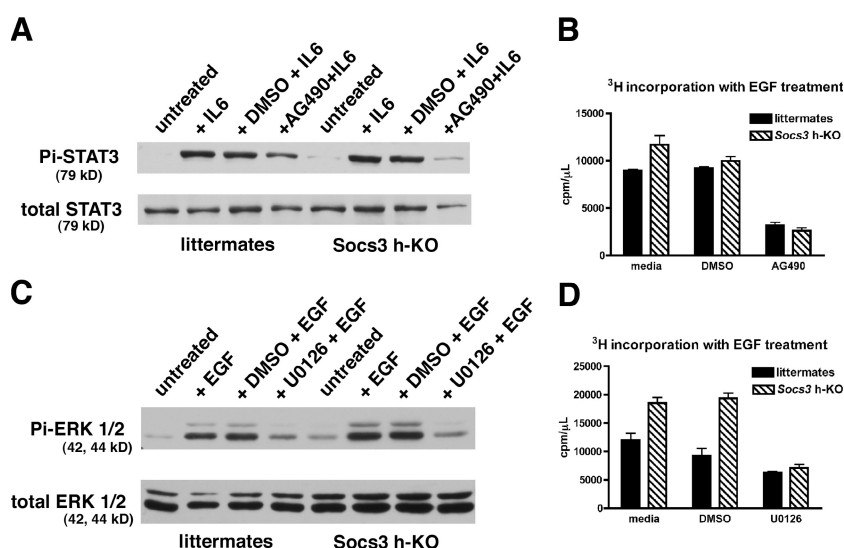 A
untreated
+ IL6
+ DMSO + IL6
+AG490+IL6
untreated
+ IL6
+ DMSO + IL6
+AG490+IL6
Pi-STAT3
(79 kD)
total STAT3
(79 kD)
littermates
Socs3 h-KO
B
³H incorporation with EGF treatment
littermates
Socs3 h-KO
cpm/μL
15000
10000
5000
0
media
DMSO
AG490
C
untreated
+ EGF
+ DMSO + EGF
+ U0126 + EGF
untreated
+ EGF
+ DMSO + EGF
+ U0126 + EGF
Pi-ERK 1/2
(42, 44 kD)
total ERK 1/2
(42, 44 kD)
littermates
Socs3 h-KO
D
³H incorporation with EGF treatment
littermates
Socs3 h-KO
cpm/μL
25000
20000
15000
10000
5000
0
media
DMSO
U0126